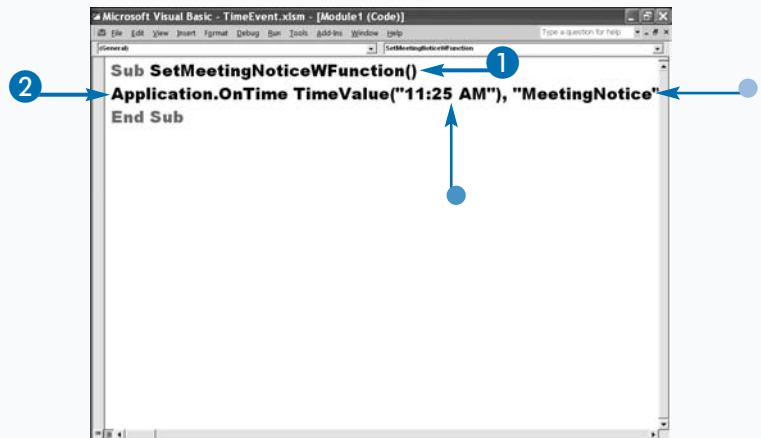 Microsoft Visual Basic - TimeEvent.xlsm - [Module1 (Code)]
File Edit View Insert Format Debug Run Tools Add-Ins Window Help Type a question for help
(General) SetMeetingNoticeWFunction
Sub SetMeetingNoticeWFunction() 1
2 Application.OnTime TimeValue("11:25 AM"), "MeetingNotice"
End Sub